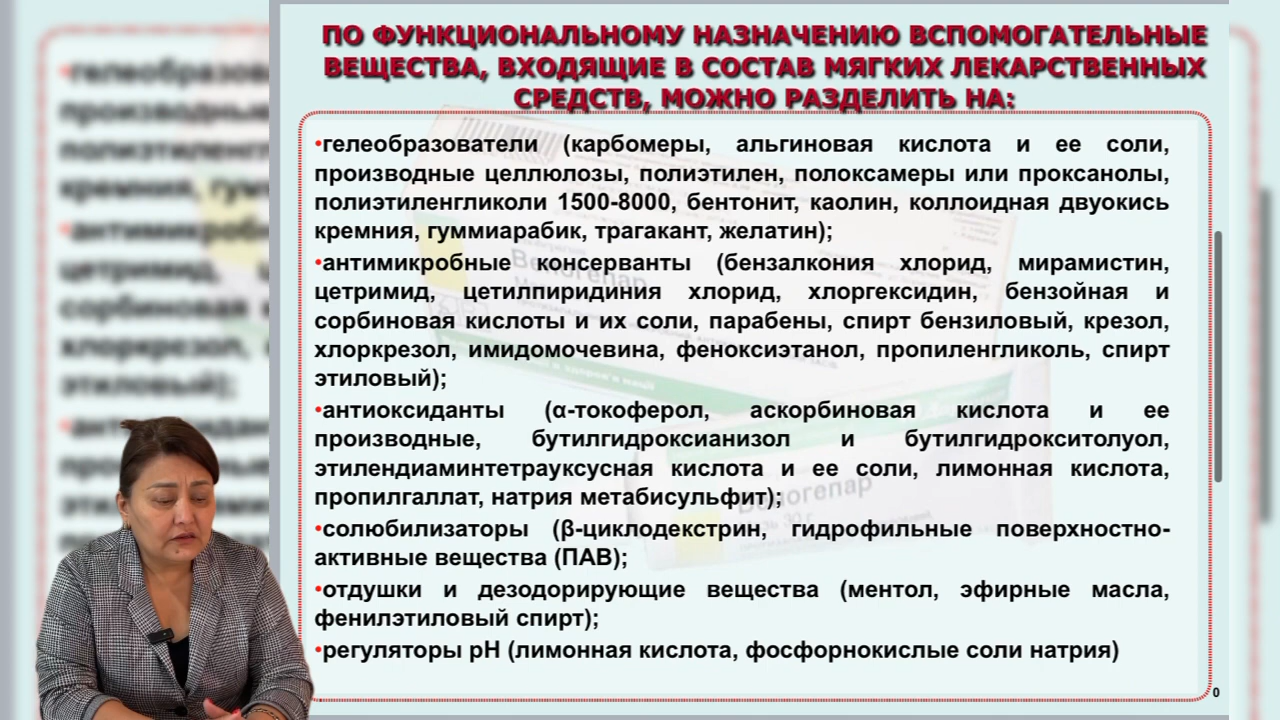 ПО ФУНКЦИОНАЛЬНОМУ НАЗНАЧЕНИЮ ВСПОМОГАТЕЛЬНЫЕ
ВЕЩЕСТВА, ВХОДЯЩИЕ В СОСТАВ МЯГКИХ ЛЕКАРСТВЕННЫХ
СРЕДСТВ, МОЖНО РАЗДЕЛИТЬ НА:
•гелеобразователи (карбомеры, альгиновая кислота и ее соли,
производные целлюлозы, полиэтилен, полоксамеры или проксанолы,
полиэтиленгликоли 1500-8000, бентонит, каолин, коллоидная двуокись
кремния, гуммиарабик, трагакант, желатин);
•антимикробные консерванты (бензалкония хлорид, мирамистин,
цетримид, цетилпиридиния хлорид, хлоргексидин, бензойная и
сорбиновая кислоты и их соли, парабены, спирт бензиловый, крезол,
хлоркрезол, имидомочевина, феноксиэтанол, пропиленгликоль, спирт
этиловый);
•антиоксиданты (α-токоферол, аскорбиновая кислота и ее
производные, бутилгидроксианизол и бутилгидрокситолуол,
этилендиаминтетрауксусная кислота и ее соли, лимонная кислота,
пропилгаллат, натрия метабисульфит);
•солюбилизаторы (β-циклодекстрин, гидрофильные поверхностно-
активные вещества (ПАВ);
•отдушки и дезодорирующие вещества (ментол, эфирные масла,
фенилэтиловый спирт);
•регуляторы рН (лимонная кислота, фосфорнокислые соли натрия)
0